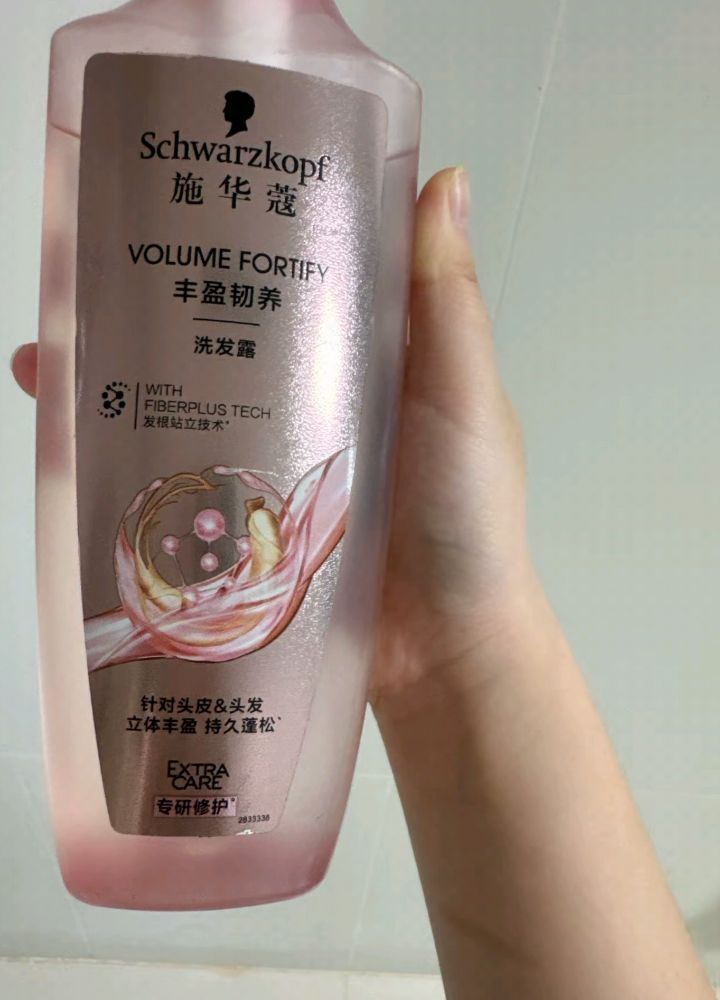 Schwarzkopf
施华蔻
VOLUME FORTIFY
丰盈韧养
洗发露
WITH
FIBERPLUS TECH
发根站立技术*
针对头皮&头发
立体丰盈 持久蓬松*
EXTRA
CARE
专研修护*
2833336